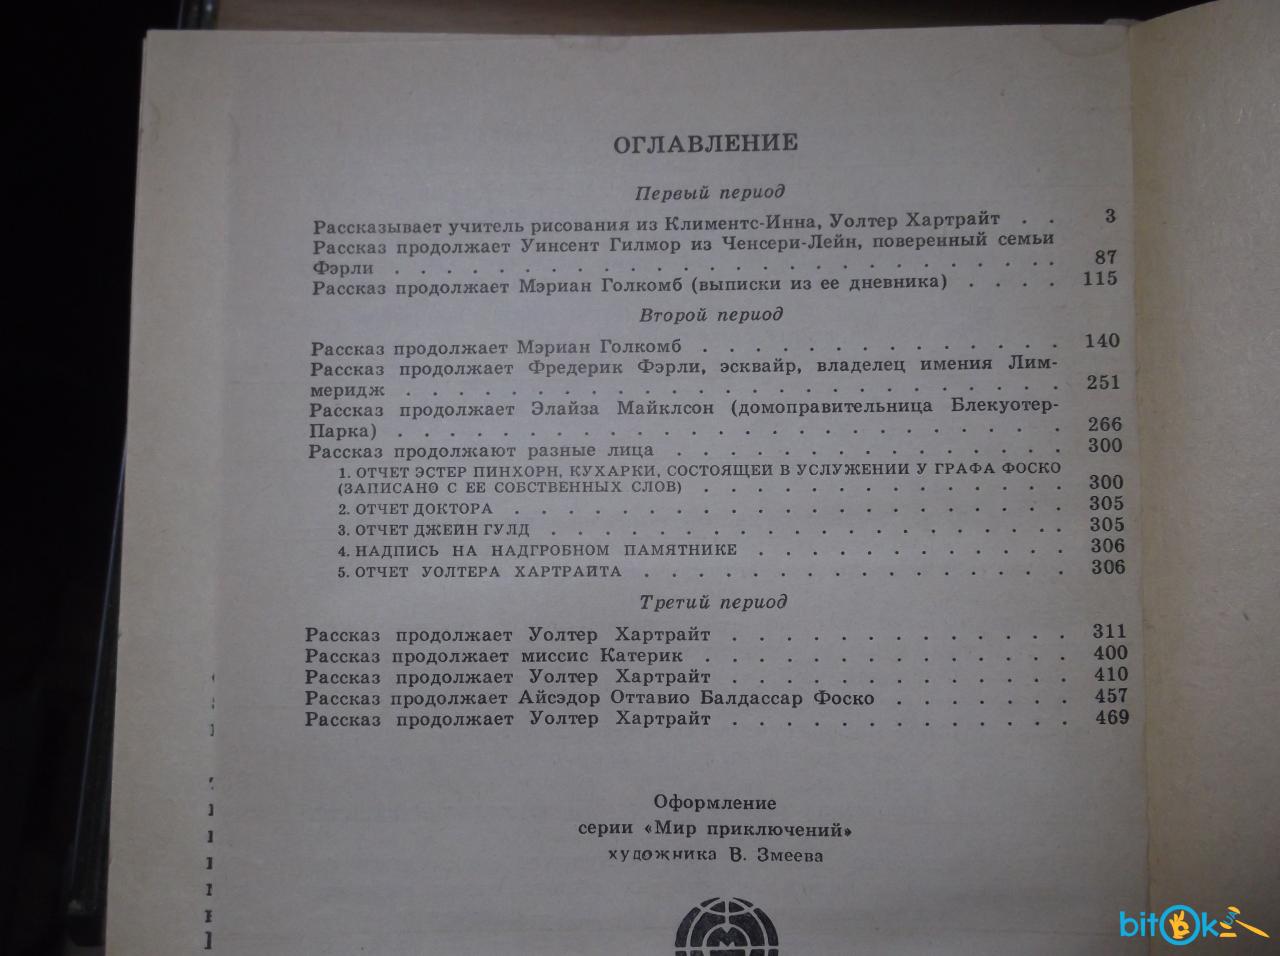 ОГЛАВЛЕНИЕ
Первый период
Рассказывает учитель рисования из Климентс-Инна, Уолтер Хартрайт . . 3
Рассказ продолжает Уинсент Гилмор из Ченсери-Лейн, поверенный семьи
Фэрли . . . . . . . . . . . . . . . . . . . . . . . . . . 87
Рассказ продолжает Мэриан Голкомб (выписки из ее дневника) . . . . 115
Второй период
Рассказ продолжает Мэриан Голкомб . . . . . . . . . . . . . . 140
Рассказ продолжает Фредерик Фэрли, эсквайр, владелец имения Лим-
меридж . . . . . . . . . . . . . . . . . . . . . . . . . 251
Рассказ продолжает Элайза Майклсон (домоправительница Блекуотер-
Парка) . . . . . . . . . . . . . . . . . . . . . . . . . 266
Рассказ продолжают разные лица . . . . . . . . . . . . . . . 300
1. ОТЧЕТ ЭСТЕР ПИНХОРН, КУХАРКИ, СОСТОЯЩЕЙ В УСЛУЖЕНИИ У ГРАФА ФОСКО
(ЗАПИСАНО С ЕЕ СОБСТВЕННЫХ СЛОВ) . . . . . . . . . . . . . . 300
2. ОТЧЕТ ДОКТОРА . . . . . . . . . . . . . . . . . . . . . 305
3. ОТЧЕТ ДЖЕЙН ГУЛД . . . . . . . . . . . . . . . . . . . 305
4. НАДПИСЬ НА НАДГРОБНОМ ПАМЯТНИКЕ . . . . . . . . . . . . 306
5. ОТЧЕТ УОЛТЕРА ХАРТРАЙТА . . . . . . . . . . . . . . . . 306
Третий период
Рассказ продолжает Уолтер Хартрайт . . . . . . . . . . . . . 311
Рассказ продолжает миссис Катерик . . . . . . . . . . . . . . 400
Рассказ продолжает Уолтер Хартрайт . . . . . . . . . . . . . 410
Рассказ продолжает Айсэдор Оттавио Балдассар Фоско . . . . . . . 457
Рассказ продолжает Уолтер Хартрайт . . . . . . . . . . . . . 469
Оформление
серии «Мир приключений»
художника В. Змеева
bitOk UA